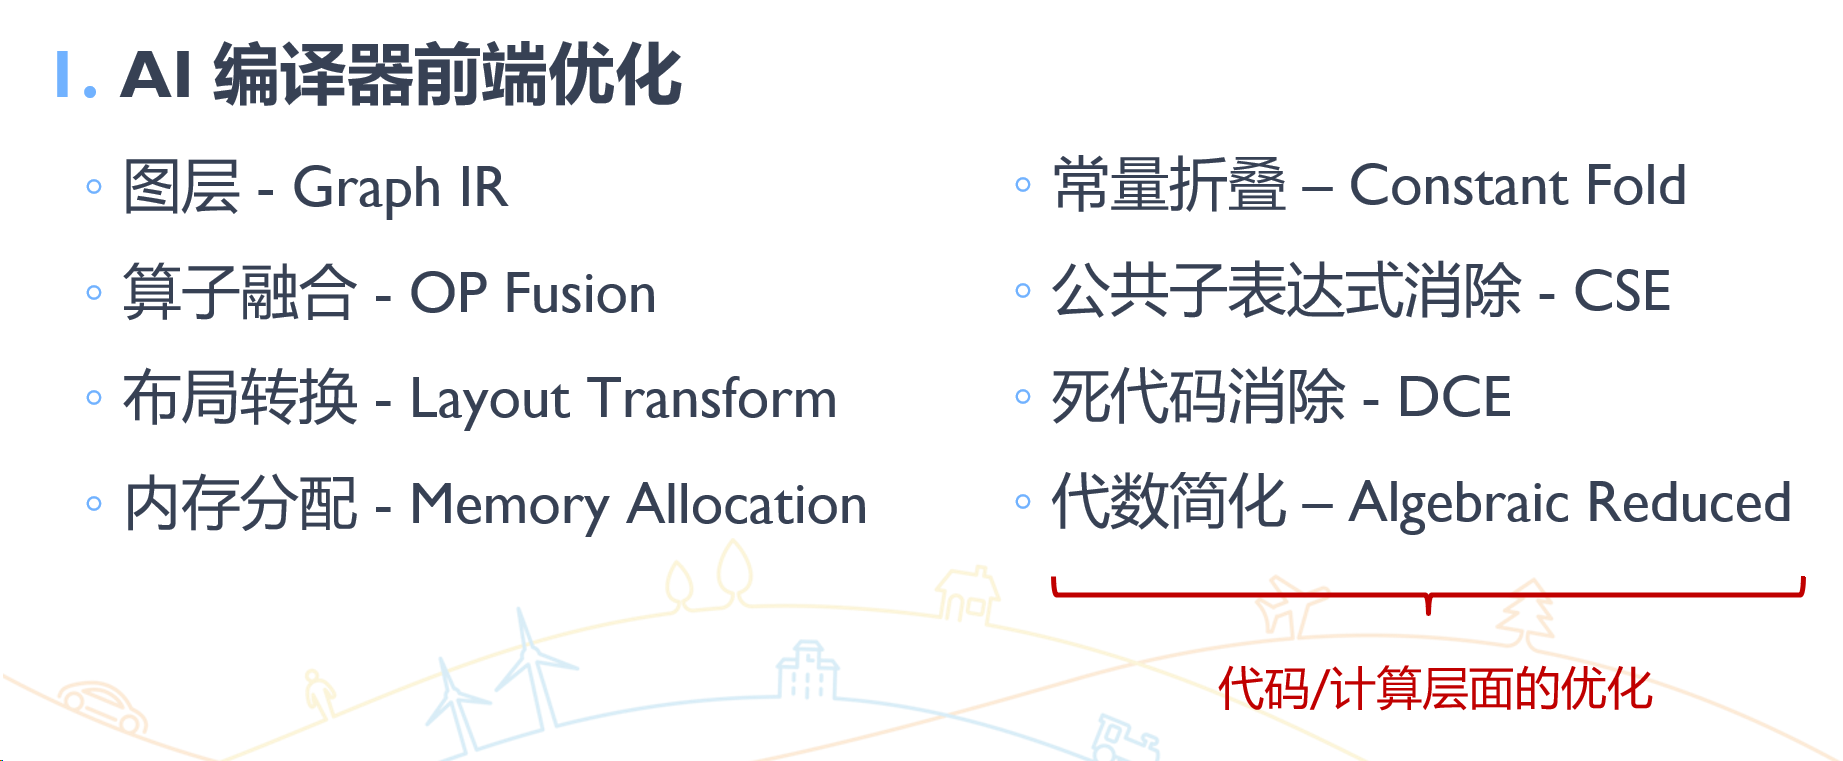 I. AI 编译器前端优化
◦ 图层 - Graph IR
◦ 算子融合 - OP Fusion
◦ 布局转换 - Layout Transform
◦ 内存分配 - Memory Allocation
◦ 常量折叠 – Constant Fold
◦ 公共子表达式消除 - CSE
◦ 死代码消除 - DCE
◦ 代数简化 – Algebraic Reduced
代码/计算层面的优化